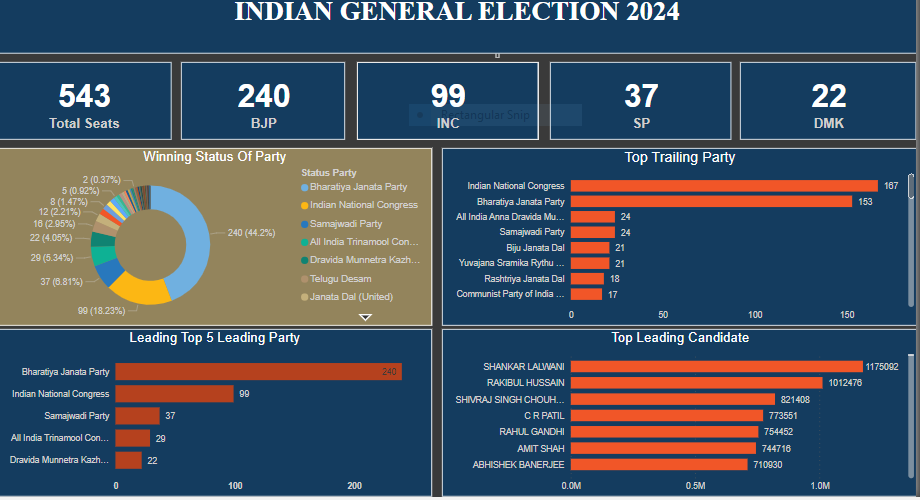 INDIAN GENERAL ELECTION 2024
543
Total Seats
240
BJP
99
INC
37
SP
22
DMK
Rectangular Snip
Winning Status Of Party
2 (0.37%)
5 (0.92%)
8 (1.47%)
12 (2.21%)
16 (2.95%)
22 (4.05%)
29 (5.34%)
37 (6.81%)
99 (18.23%)
240 (44.2%)
Status Party
Bharatiya Janata Party
Indian National Congress
Samajwadi Party
All India Trinamool Con...
Dravida Munnetra Kazh...
Telugu Desam
Janata Dal (United)
Top Trailing Party
Indian National Congress 167
Bharatiya Janata Party 153
All India Anna Dravida Mu... 24
Samajwadi Party 24
Biju Janata Dal 21
Yuvajana Sramika Rythu ... 21
Rashtriya Janata Dal 18
Communist Party of India ... 17
0 50 100 150
Leading Top 5 Leading Party
Bharatiya Janata Party 240
Indian National Congress 99
Samajwadi Party 37
All India Trinamool Con... 29
Dravida Munnetra Kazh... 22
0 100 200
Top Leading Candidate
SHANKAR LALWANI 1175092
RAKIBUL HUSSAIN 1012476
SHIVRAJ SINGH CHOUH... 821408
C R PATIL 773551
RAHUL GANDHI 754452
AMIT SHAH 744716
ABHISHEK BANERJEE 710930
0.0M 0.5M 1.0M